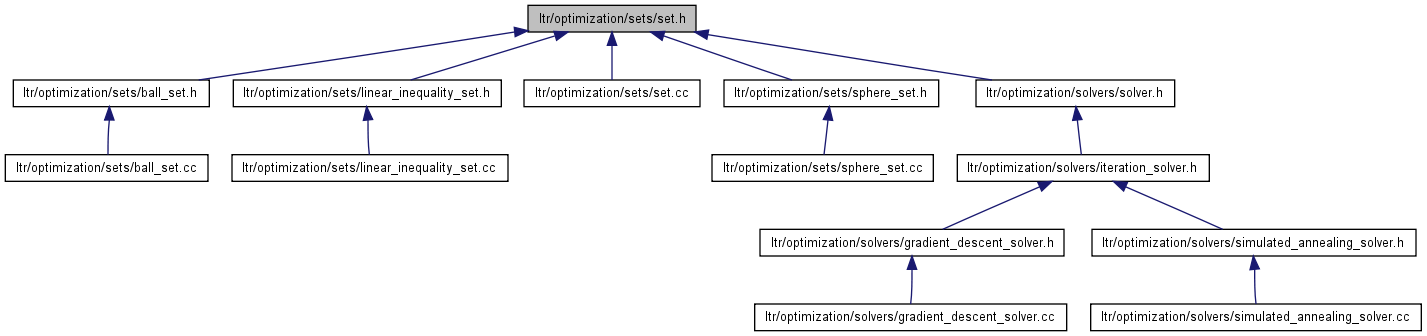 ltr/optimization/sets/set.h
ltr/optimization/sets/ball_set.h
ltr/optimization/sets/linear_inequality_set.h
ltr/optimization/sets/set.cc
ltr/optimization/sets/sphere_set.h
ltr/optimization/solvers/solver.h
ltr/optimization/sets/ball_set.cc
ltr/optimization/sets/linear_inequality_set.cc
ltr/optimization/sets/sphere_set.cc
ltr/optimization/solvers/iteration_solver.h
ltr/optimization/solvers/gradient_descent_solver.h
ltr/optimization/solvers/simulated_annealing_solver.h
ltr/optimization/solvers/gradient_descent_solver.cc
ltr/optimization/solvers/simulated_annealing_solver.cc